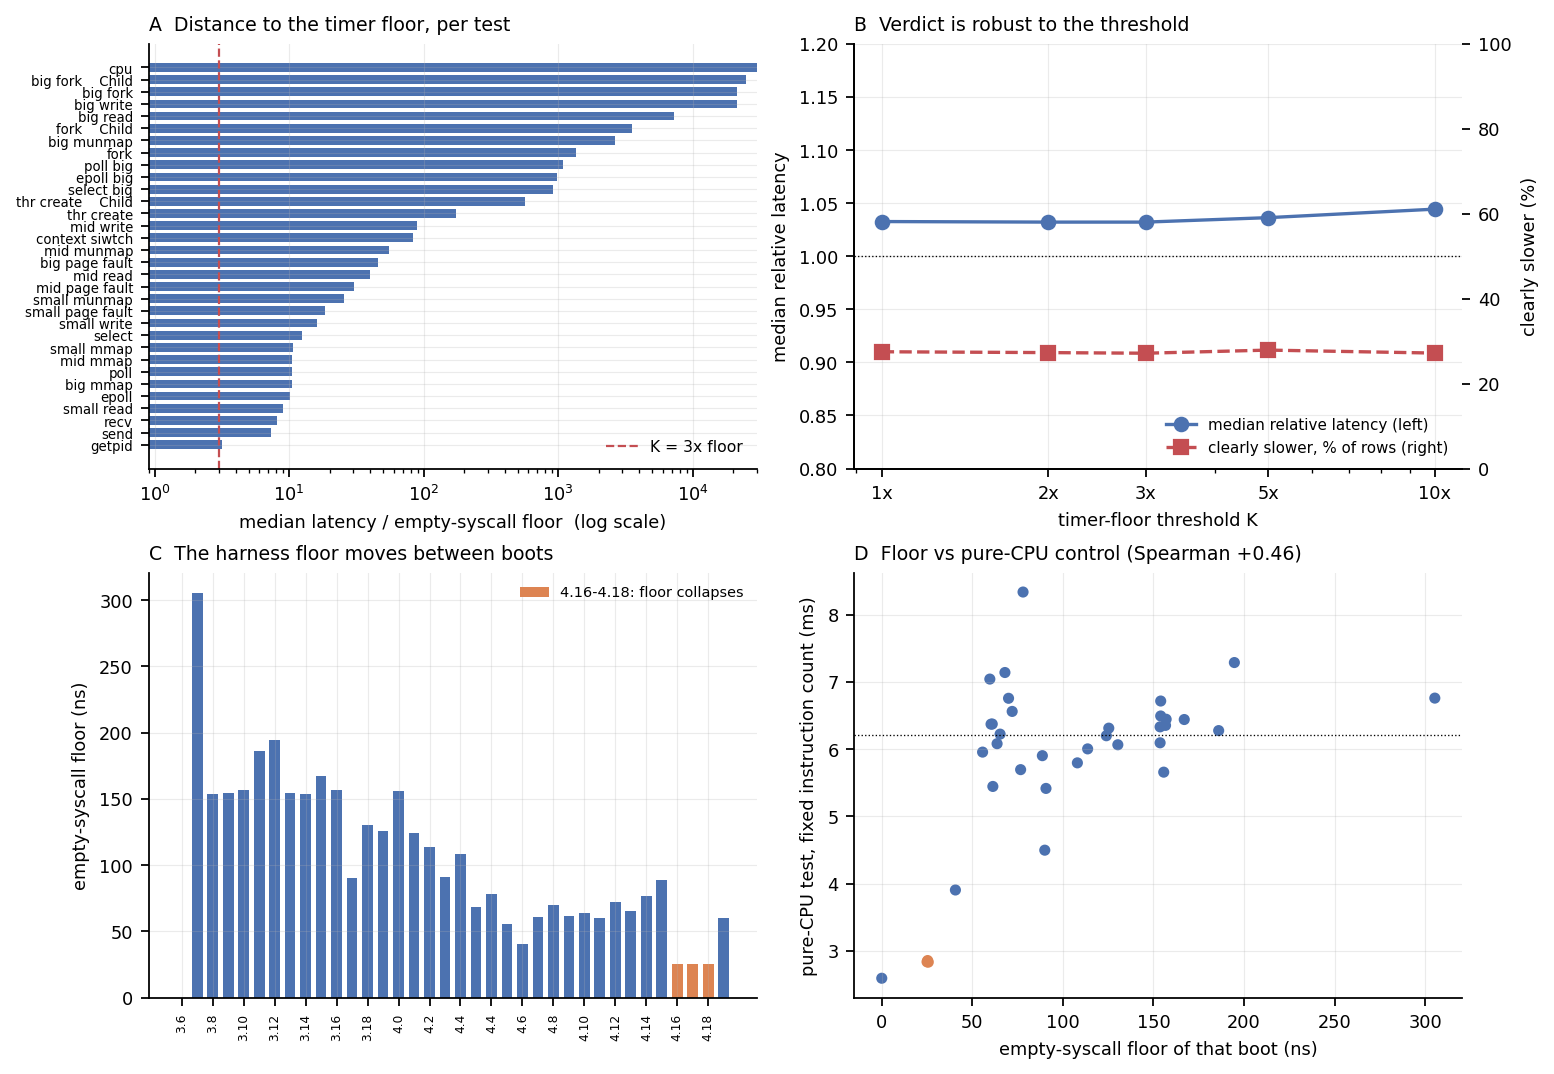 A  Distance to the timer floor, per test
cpu
big fork    Child
big fork
big write
big read
fork    Child
big munmap
fork
poll big
epoll big
select big
thr create    Child
thr create
mid write
context siwtch
mid munmap
big page fault
mid read
mid page fault
small munmap
small page fault
small write
select
small mmap
mid mmap
poll
big mmap
epoll
small read
recv
send
getpid
K = 3x floor
10⁰ 10¹ 10² 10³ 10⁴
median latency / empty-syscall floor  (log scale)
B  Verdict is robust to the threshold
1.20
1.15
1.10
1.05
1.00
0.95
0.90
0.85
0.80
median relative latency
100
80
60
40
20
0
clearly slower (%)
median relative latency (left)
clearly slower, % of rows (right)
1x 2x 3x 5x 10x
timer-floor threshold K
C  The harness floor moves between boots
4.16-4.18: floor collapses
300
250
200
150
100
50
0
empty-syscall floor (ns)
3.6 3.8 3.10 3.12 3.14 3.16 3.18 4.0 4.2 4.4 4.4 4.6 4.8 4.10 4.12 4.14 4.16 4.18
D  Floor vs pure-CPU control (Spearman +0.46)
8
7
6
5
4
3
pure-CPU test, fixed instruction count (ms)
0 50 100 150 200 250 300
empty-syscall floor of that boot (ns)